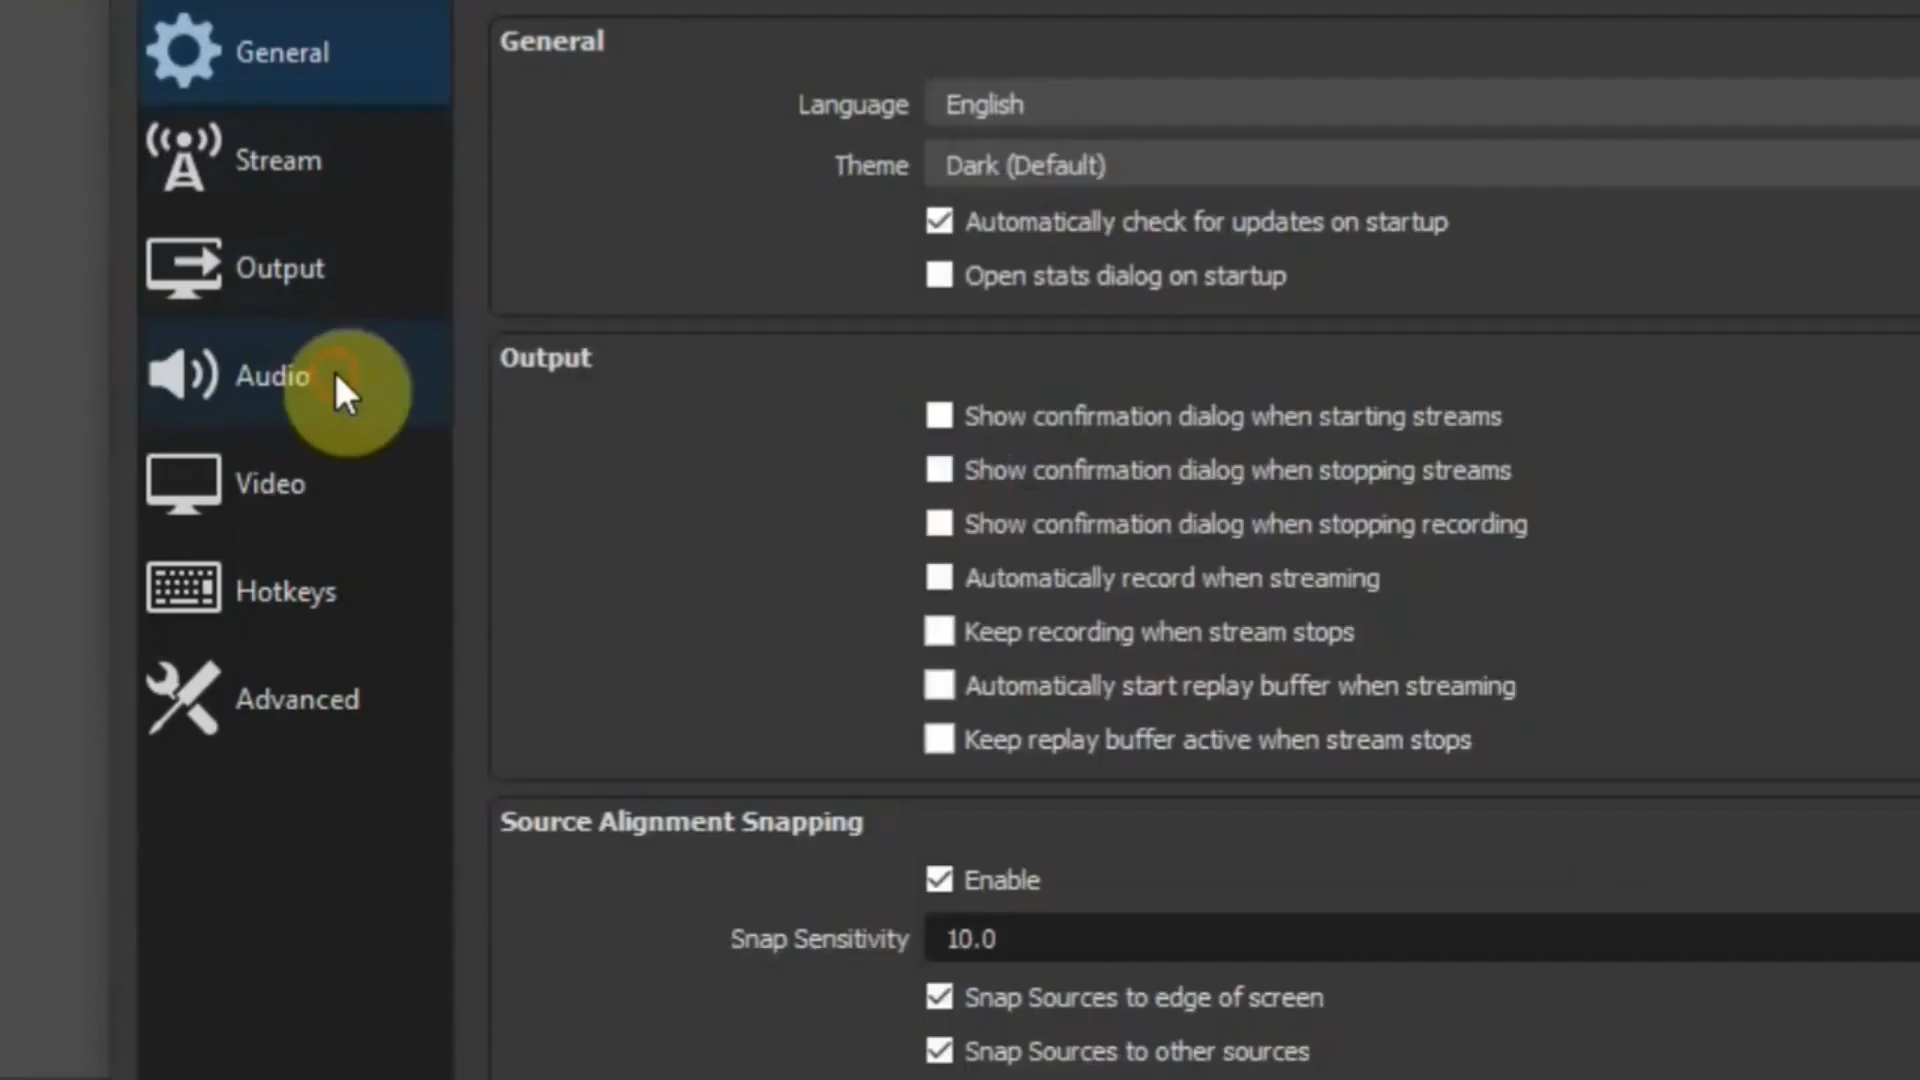 General
Stream
Output
Audio
Video
Hotkeys
Advanced
General
Language English
Theme Dark (Default)
Automatically check for updates on startup
Open stats dialog on startup
Output
Show confirmation dialog when starting streams
Show confirmation dialog when stopping streams
Show confirmation dialog when stopping recording
Automatically record when streaming
Keep recording when stream stops
Automatically start replay buffer when streaming
Keep replay buffer active when stream stops
Source Alignment Snapping
Enable
Snap Sensitivity 10.0
Snap Sources to edge of screen
Snap Sources to other sources